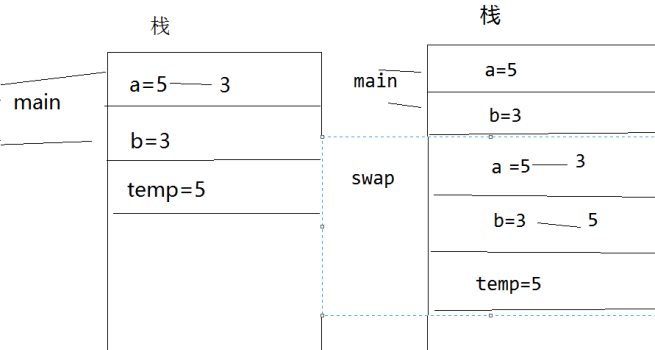 栈
main
a=5 3
b=3
temp=5
栈
main
a=5
b=3
swap
a =5 3
b=3 5
temp=5